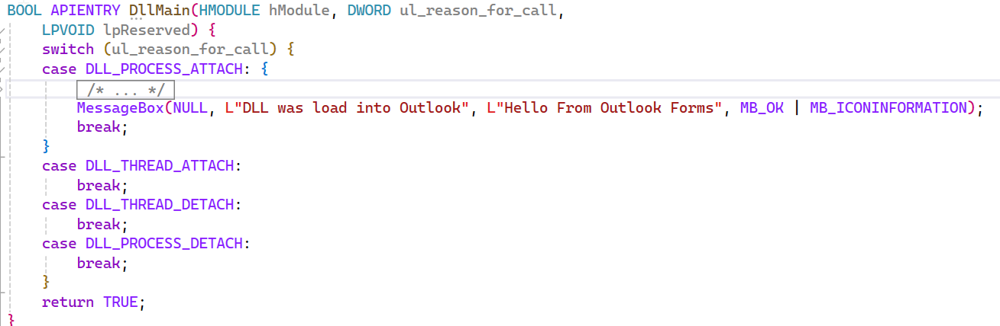 BOOL APIENTRY DllMain(HMODULE hModule, DWORD ul_reason_for_call,
    LPVOID lpReserved) {
    switch (ul_reason_for_call) {
    case DLL_PROCESS_ATTACH: {
        /* ... */
        MessageBox(NULL, L"DLL was load into Outlook", L"Hello From Outlook Forms", MB_OK | MB_ICONINFORMATION);
        break;
    }
    case DLL_THREAD_ATTACH:
        break;
    case DLL_THREAD_DETACH:
        break;
    case DLL_PROCESS_DETACH:
        break;
    }
    return TRUE;
}